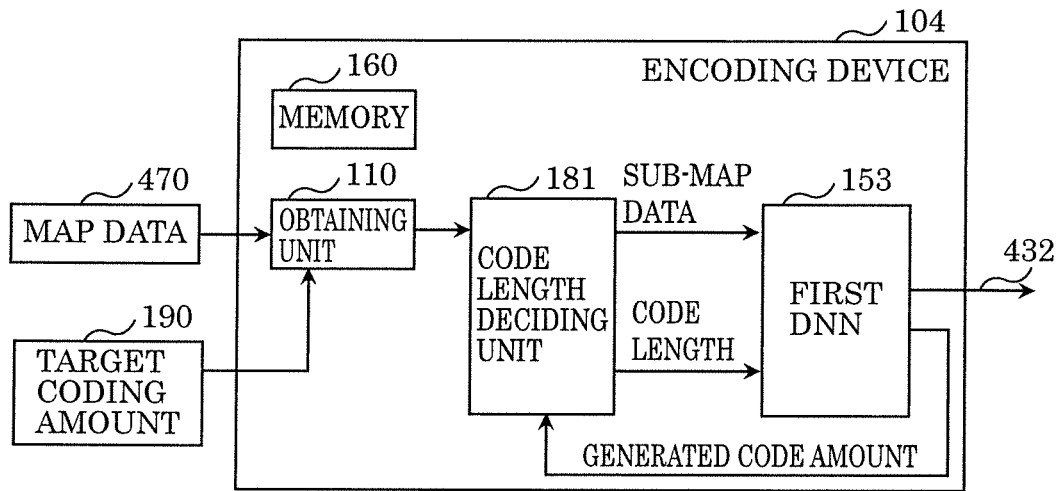 104
ENCODING DEVICE
160
MEMORY
470
MAP DATA
110
OBTAINING
UNIT
181
CODE
LENGTH
DECIDING
UNIT
SUB-MAP
DATA
153
FIRST
DNN
432
CODE
LENGTH
190
TARGET
CODING
AMOUNT
GENERATED CODE AMOUNT